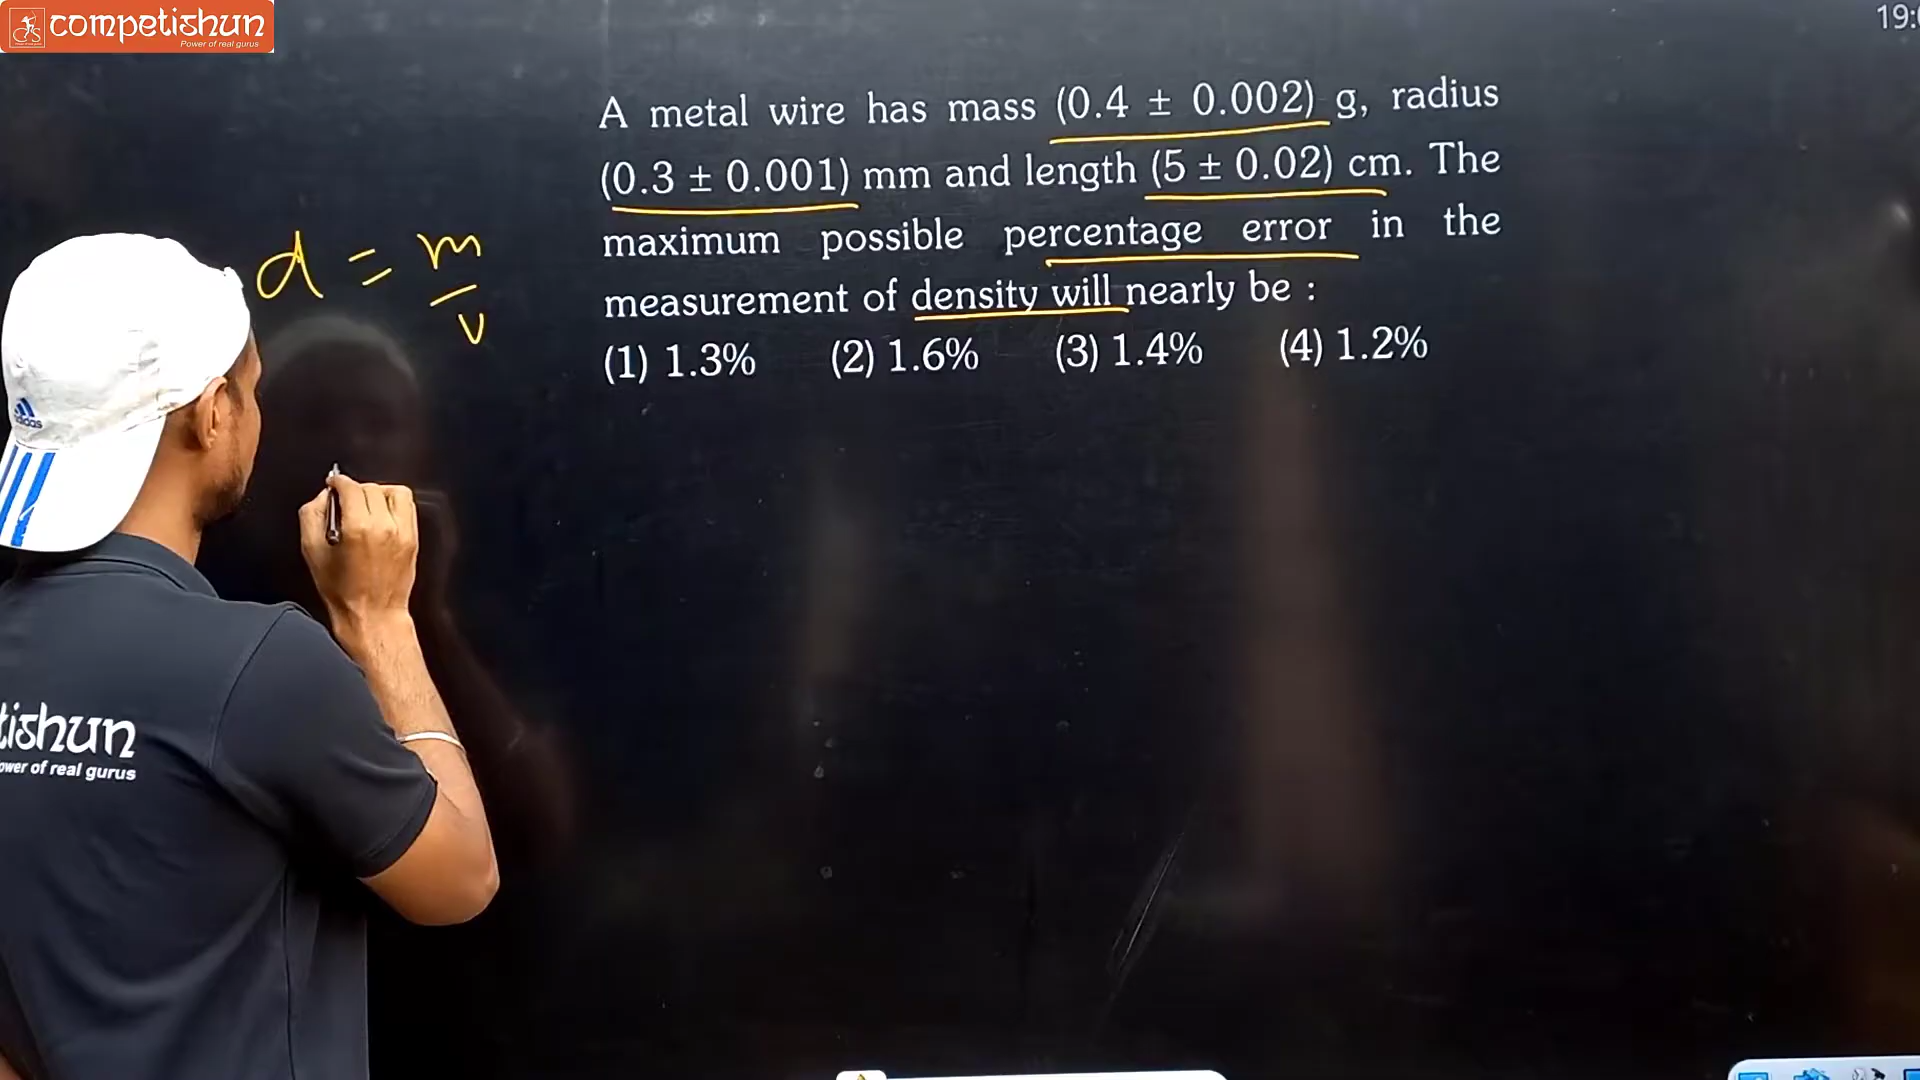 competishun
Power of real gurus
A metal wire has mass (0.4 ± 0.002) g, radius
(0.3 ± 0.001) mm and length (5 ± 0.02) cm. The
maximum possible percentage error in the
measurement of density will nearly be :
(1) 1.3% (2) 1.6% (3) 1.4% (4) 1.2%
d = m
v
adidas
tishun
ower of real gurus